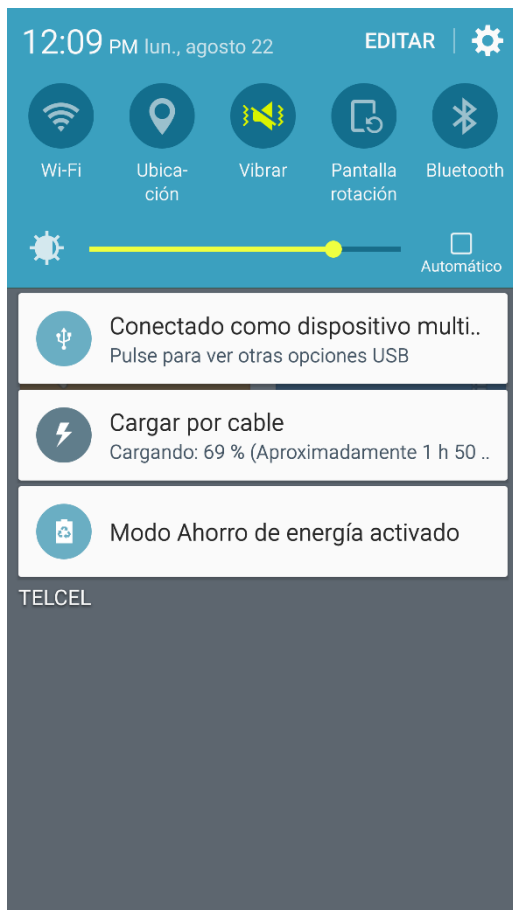 12:09 PM lun., agosto 22 EDITAR
Wi-Fi
Ubica-
ción
Vibrar
Pantalla
rotación
Bluetooth
Automático
Conectado como dispositivo multi..
Pulse para ver otras opciones USB
Cargar por cable
Cargando: 69 % (Aproximadamente 1 h 50 ..
Modo Ahorro de energía activado
TELCEL